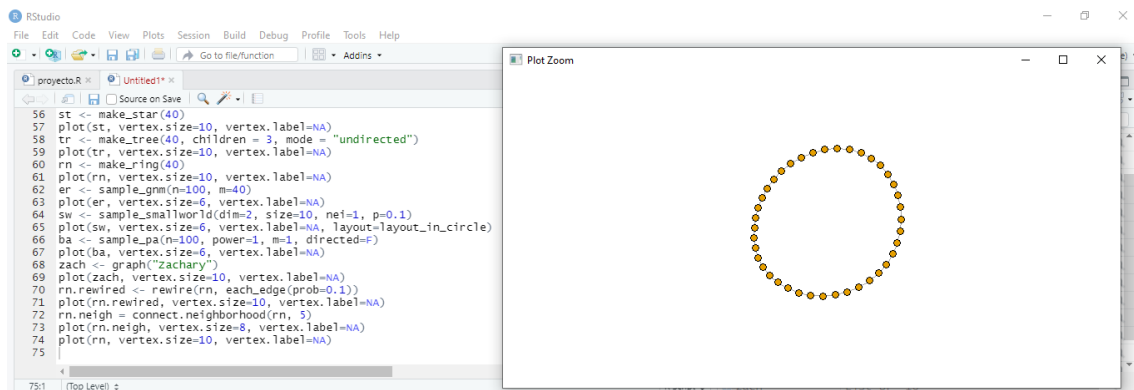 RStudio
File Edit Code View Plots Session Build Debug Profile Tools Help
Go to file/function Addins
Plot Zoom
proyecto.R Untitled1*
Source on Save
56 st <- make_star(40)
57 plot(st, vertex.size=10, vertex.label=NA)
58 tr <- make_tree(40, children = 3, mode = "undirected")
59 plot(tr, vertex.size=10, vertex.label=NA)
60 rn <- make_ring(40)
61 plot(rn, vertex.size=10, vertex.label=NA)
62 er <- sample_gnm(n=100, m=40)
63 plot(er, vertex.size=6, vertex.label=NA)
64 sw <- sample_smallworld(dim=2, size=10, nei=1, p=0.1)
65 plot(sw, vertex.size=6, vertex.label=NA, layout=layout_in_circle)
66 ba <- sample_pa(n=100, power=1, m=1, directed=F)
67 plot(ba, vertex.size=6, vertex.label=NA)
68 zach <- graph("Zachary")
69 plot(zach, vertex.size=10, vertex.label=NA)
70 rn.rewired <- rewire(rn, each_edge(prob=0.1))
71 plot(rn.rewired, vertex.size=10, vertex.label=NA)
72 rn.neigh = connect.neighborhood(rn, 5)
73 plot(rn.neigh, vertex.size=8, vertex.label=NA)
74 plot(rn, vertex.size=10, vertex.label=NA)
75
75:1 (Top Level)